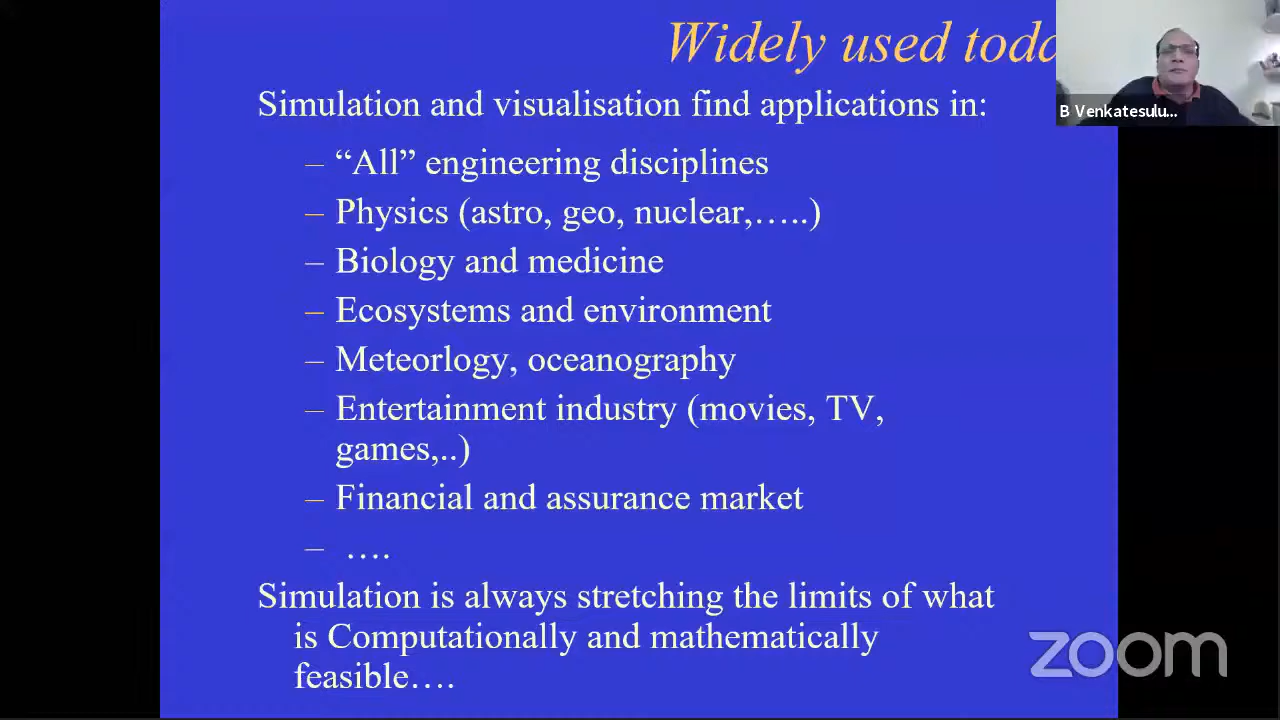 Widely used toda
B Venkatesulu...
Simulation and visualisation find applications in:
– “All” engineering disciplines
– Physics (astro, geo, nuclear,…..)
– Biology and medicine
– Ecosystems and environment
– Meteorlogy, oceanography
– Entertainment industry (movies, TV,
games,..)
– Financial and assurance market
– ….
Simulation is always stretching the limits of what
is Computationally and mathematically
feasible….
zoom